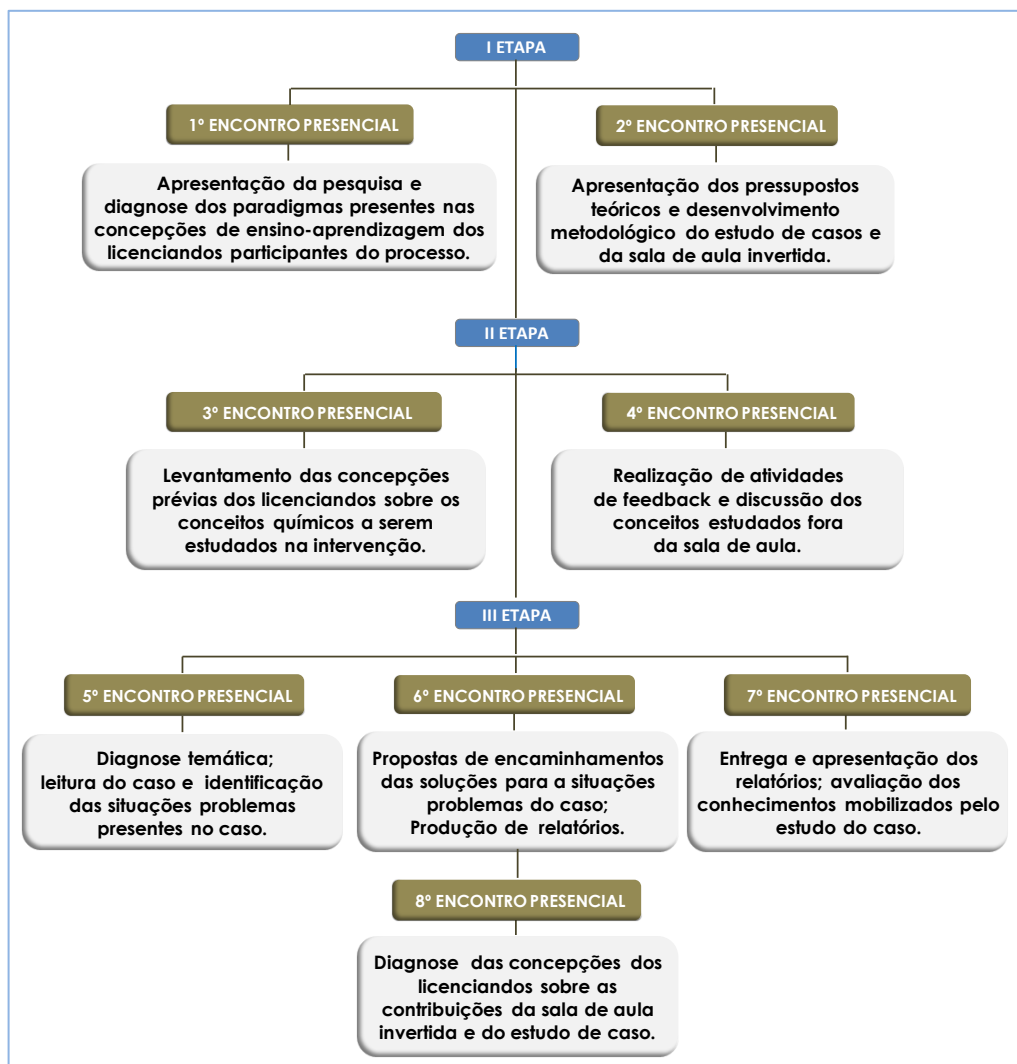 I ETAPA
1º ENCONTRO PRESENCIAL
Apresentação da pesquisa e
diagnose dos paradigmas presentes nas
concepções de ensino-aprendizagem dos
licenciandos participantes do processo.
2º ENCONTRO PRESENCIAL
Apresentação dos pressupostos
teóricos e desenvolvimento
metodológico do estudo de casos e
da sala de aula invertida.
II ETAPA
3º ENCONTRO PRESENCIAL
Levantamento das concepções
prévias dos licenciandos sobre os
conceitos químicos a serem
estudados na intervenção.
4º ENCONTRO PRESENCIAL
Realização de atividades
de feedback e discussão dos
conceitos estudados fora
da sala de aula.
III ETAPA
5º ENCONTRO PRESENCIAL
Diagnose temática;
leitura do caso e identificação
das situações problemas
presentes no caso.
6º ENCONTRO PRESENCIAL
Propostas de encaminhamentos
das soluções para a situações
problemas do caso;
Produção de relatórios.
7º ENCONTRO PRESENCIAL
Entrega e apresentação dos
relatórios; avaliação dos
conhecimentos mobilizados pelo
estudo do caso.
8º ENCONTRO PRESENCIAL
Diagnose das concepções dos
licenciandos sobre as
contribuições da sala de aula
invertida e do estudo de caso.